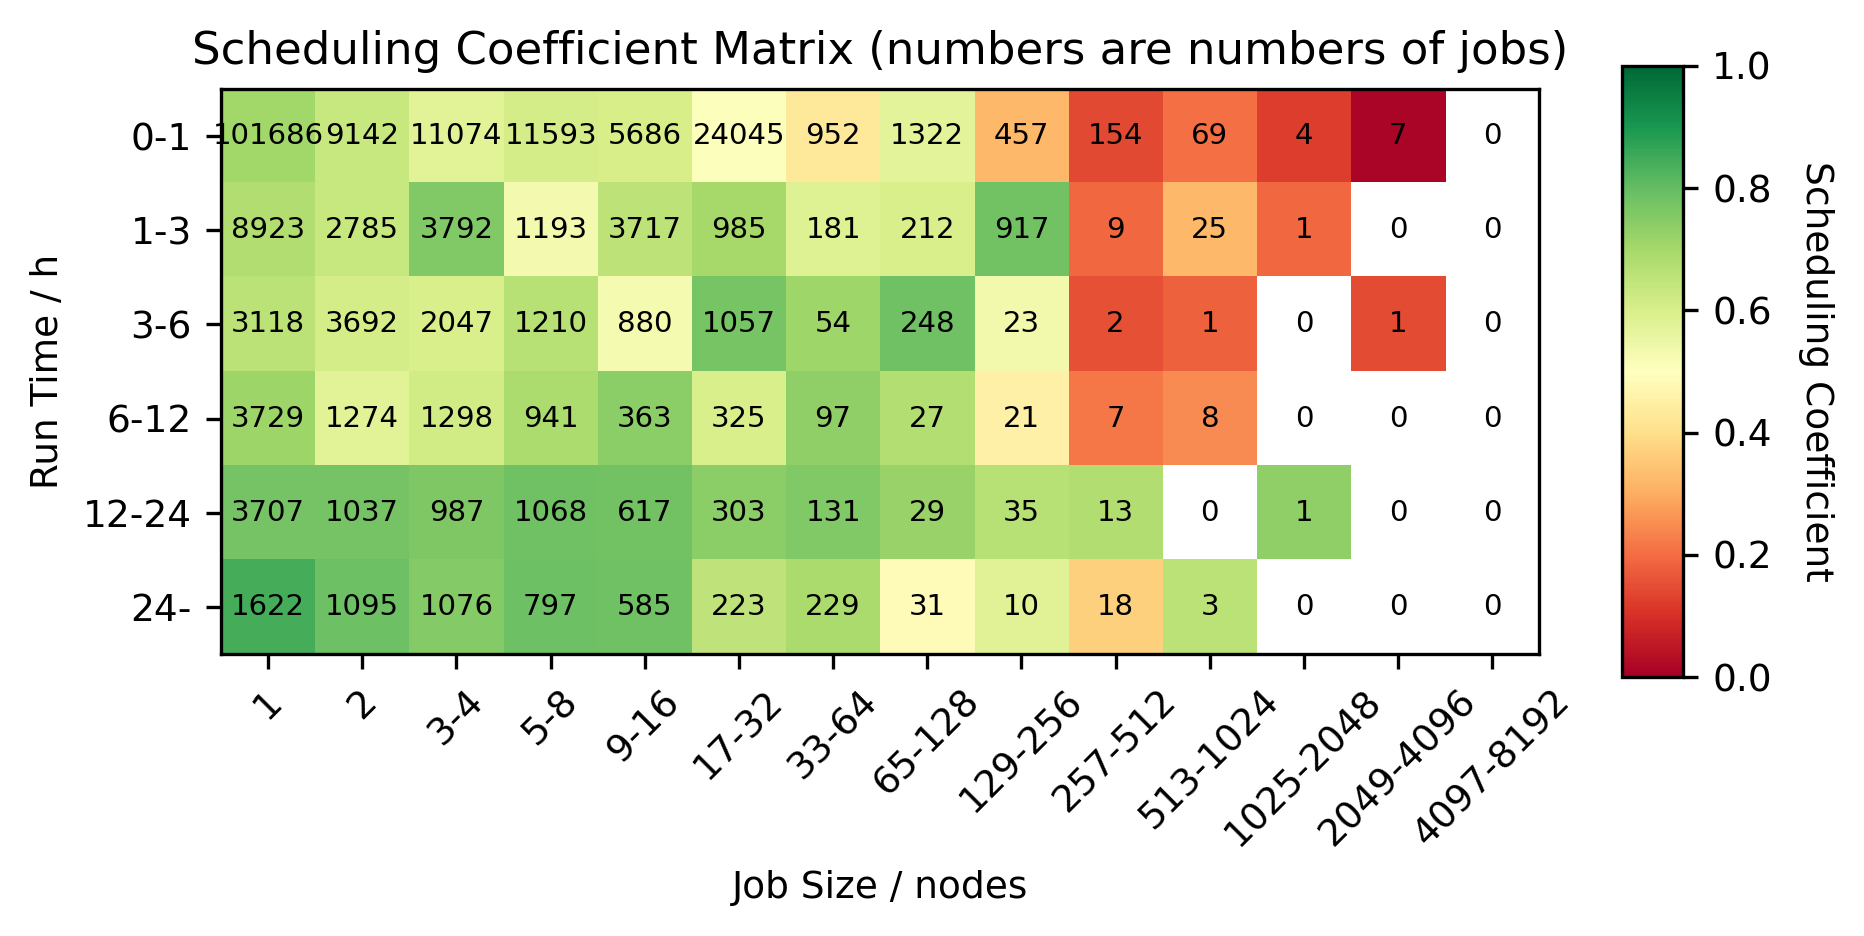 Scheduling Coefficient Matrix (numbers are numbers of jobs)
0-1 101686 9142 11074 11593 5686 24045 952 1322 457 154 69 4 7 0
1-3 8923 2785 3792 1193 3717 985 181 212 917 9 25 1 0 0
3-6 3118 3692 2047 1210 880 1057 54 248 23 2 1 0 1 0
6-12 3729 1274 1298 941 363 325 97 27 21 7 8 0 0 0
12-24 3707 1037 987 1068 617 303 131 29 35 13 0 1 0 0
24- 1622 1095 1076 797 585 223 229 31 10 18 3 0 0 0
1 2 3-4 5-8 9-16 17-32 33-64 65-128 129-256 257-512 513-1024 1025-2048 2049-4096 4097-8192
Job Size / nodes
Run Time / h
1.0
0.8
0.6
0.4
0.2
0.0
Scheduling Coefficient